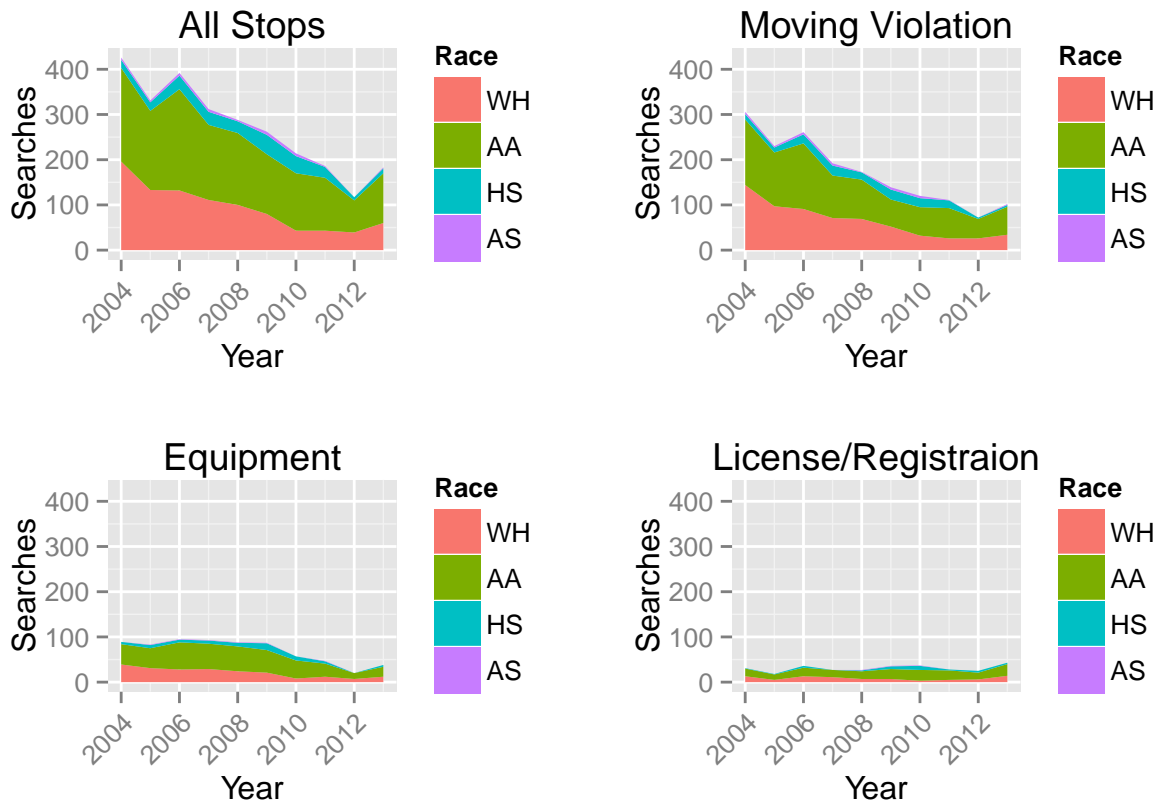 All Stops
Searches
400
300
200
100
0
2004
2006
2008
2010
2012
Year
Race
WH
AA
HS
AS
Moving Violation
Searches
400
300
200
100
0
2004
2006
2008
2010
2012
Year
Race
WH
AA
HS
AS
Equipment
Searches
400
300
200
100
0
2004
2006
2008
2010
2012
Year
Race
WH
AA
HS
AS
License/Registraion
Searches
400
300
200
100
0
2004
2006
2008
2010
2012
Year
Race
WH
AA
HS
AS